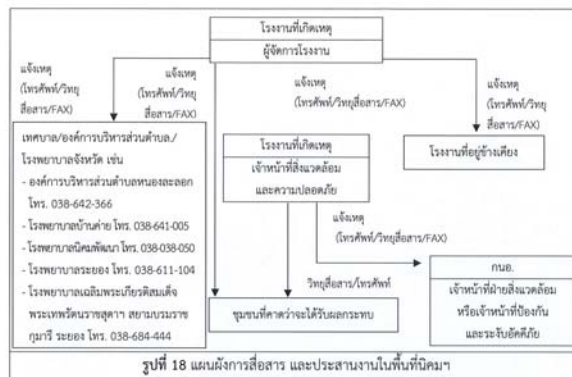 โรงงานที่เกิดเหตุ
ผู้จัดการโรงงาน
แจ้งเหตุ
(โทรศัพท์/วิทยุ
สื่อสาร/FAX)
แจ้งเหตุ
(โทรศัพท์/วิทยุ
สื่อสาร/FAX)
แจ้งเหตุ
(โทรศัพท์/วิทยุสื่อสาร/FAX)
แจ้งเหตุ
(โทรศัพท์/วิทยุ
สื่อสาร/FAX)
เทศบาล/องค์การบริหารส่วนตำบล/
โรงพยาบาลจังหวัด เช่น
- องค์การบริหารส่วนตำบลหนองละลอก
โทร. 038-642-366
- โรงพยาบาลบ้านค่าย โทร. 038-641-005
- โรงพยาบาลนิคมพัฒนา โทร. 038-038-050
- โรงพยาบาลระยอง โทร. 038-611-104
- โรงพยาบาลเฉลิมพระเกียรติสมเด็จ
พระเทพรัตนราชสุดาฯ สยามบรมราช
กุมารี ระยอง โทร. 038-684-444
โรงงานที่เกิดเหตุ
เจ้าหน้าที่สิ่งแวดล้อม
และความปลอดภัย
โรงงานที่อยู่ข้างเคียง
แจ้งเหตุ
(โทรศัพท์/วิทยุสื่อสาร/FAX)
วิทยุสื่อสาร/โทรศัพท์
ชุมชนที่คาดว่าจะได้รับผลกระทบ
กนอ.
เจ้าหน้าที่ฝ่ายสิ่งแวดล้อม
หรือเจ้าหน้าที่ป้องกัน
และระงับอัคคีภัย
รูปที่ 18 แผนผังการสื่อสาร และประสานงานในพื้นที่นิคมฯ